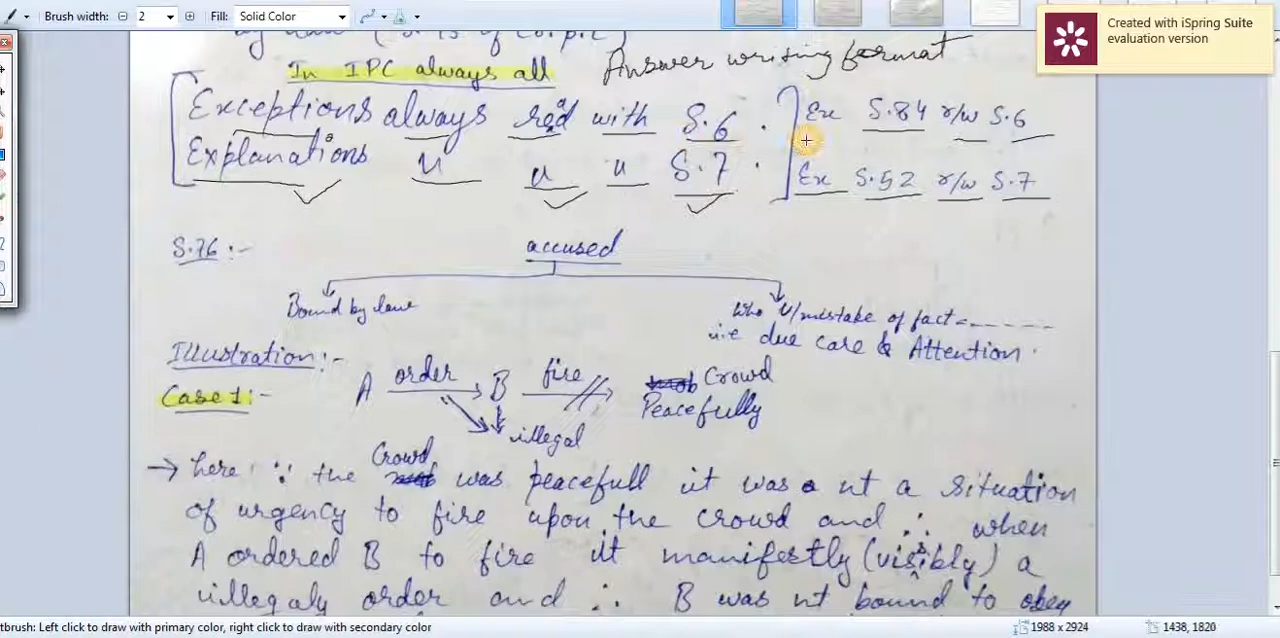 Brush width: 2 Fill: Solid Color
Created with iSpring Suite
evaluation version
by law (
In IPC always all Answer writing format
Exceptions always read with S.6 . Ex S.84 r/w S.6
Explanations u u u S.7 . Ex S.52 r/w S.7
S.76 :- accused
Bound by law
Who U/mistake of fact
i.e due care & Attention .
Illustration :-
Case 1 :- A order B fire Crowd
Peacefully
illegal
Crowd
→ here ∵ the was peacefull it was nt a situation
of urgency to fire upon the crowd and ∴ when
A ordered B to fire it manifestly (visibly) a
illegaly order and ∴ B was nt bound to obey
tbrush: Left click to draw with primary color, right click to draw with secondary color
1988 x 2924
1438, 1820